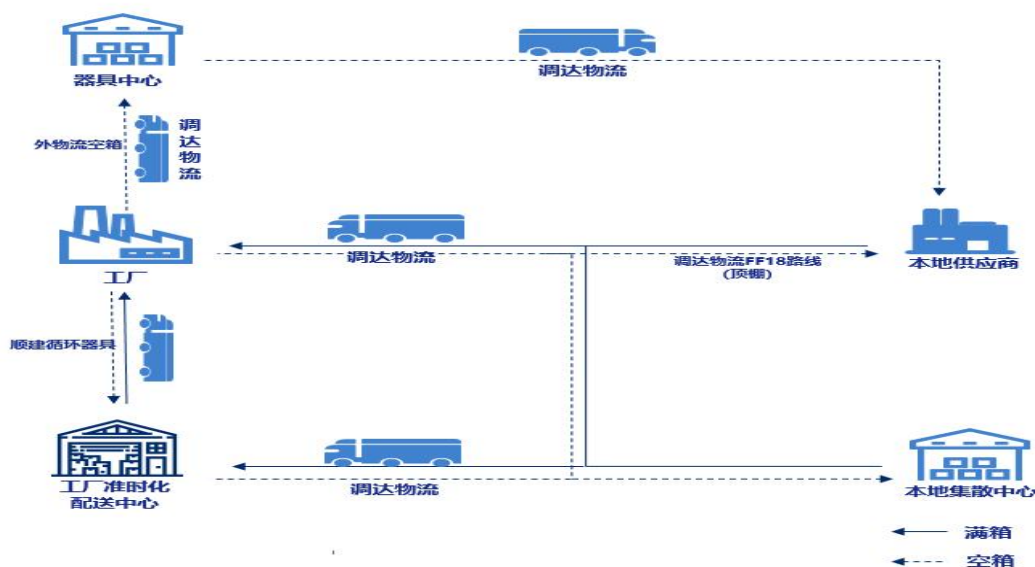 调达物流
器具中心
外物流空箱
调
达
物
流
工厂
调达物流
调达物流FF18路线
(顶棚)
本地供应商
顺建循环器具
工厂准时化
配送中心
调达物流
本地集散中心
满箱
空箱